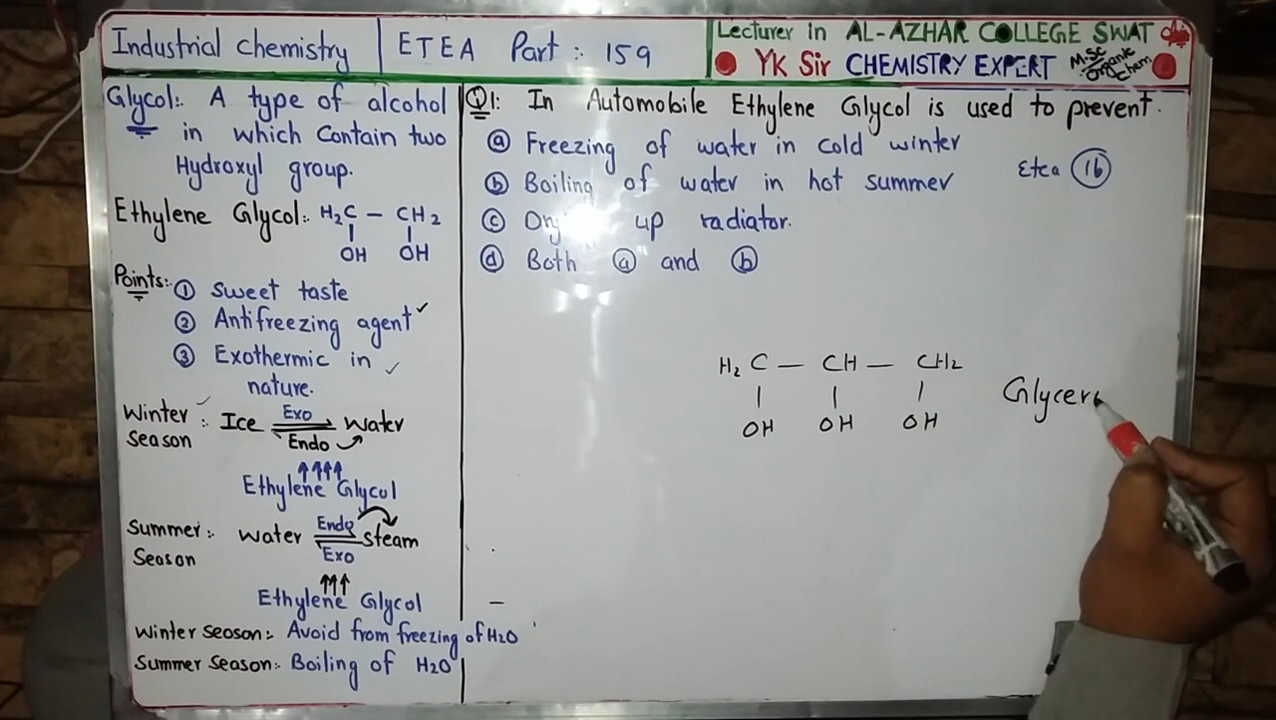 Industrial chemistry
ETEA Part : 159
Lecturer in AL-AZHAR COLLEGE SWAT
YK Sir CHEMISTRY EXPERT M.SC Organic Chem
Glycol:. A type of alcohol
in which Contain two
Hydroxyl group.
Ethylene Glycol:. H₂C — CH₂
OH OH
Points:-
① Sweet taste
② Antifreezing agent ✓
③ Exothermic in ✓
nature.
Winter Season : Ice Exo Endo water
↑↑↑↑
Ethylene Glycol
Summer Season : water Endo Exo steam
↑↑↑
Ethylene Glycol
Winter season:- Avoid from freezing of H₂O
Summer season:- Boiling of H₂O
Q1: In Automobile Ethylene Glycol is used to prevent.
ⓐ Freezing of water in cold winter
Etea 16
ⓑ Boiling of water in hot summer
ⓒ up radiator.
ⓓ Both ⓐ and ⓑ
H₂C — CH — CH₂
OH OH OH
Glycer